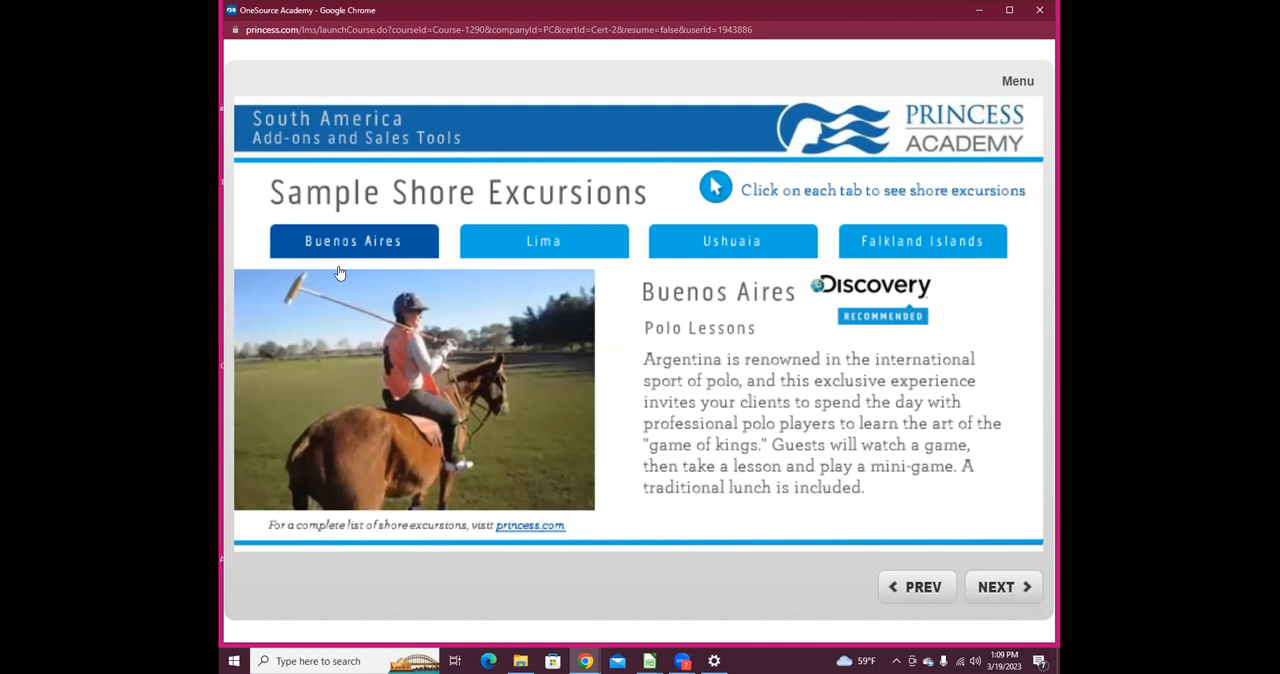 OneSource Academy - Google Chrome
princess.com/lms/launchCourse.do?courseId=Course-1290&companyId=PC&certId=Cert-2&resume=false&userId=1943886
Menu
South America
Add-ons and Sales Tools
PRINCESS
ACADEMY
Sample Shore Excursions
Click on each tab to see shore excursions
Buenos Aires
Lima
Ushuaia
Falkland Islands
Buenos Aires
Discovery
RECOMMENDED
Polo Lessons
Argentina is renowned in the international
sport of polo, and this exclusive experience
invites your clients to spend the day with
professional polo players to learn the art of the
"game of kings." Guests will watch a game,
then take a lesson and play a mini-game. A
traditional lunch is included.
For a complete list of shore excursions, visit princess.com
PREV
NEXT
Type here to search
59°F
1:09 PM
3/19/2023